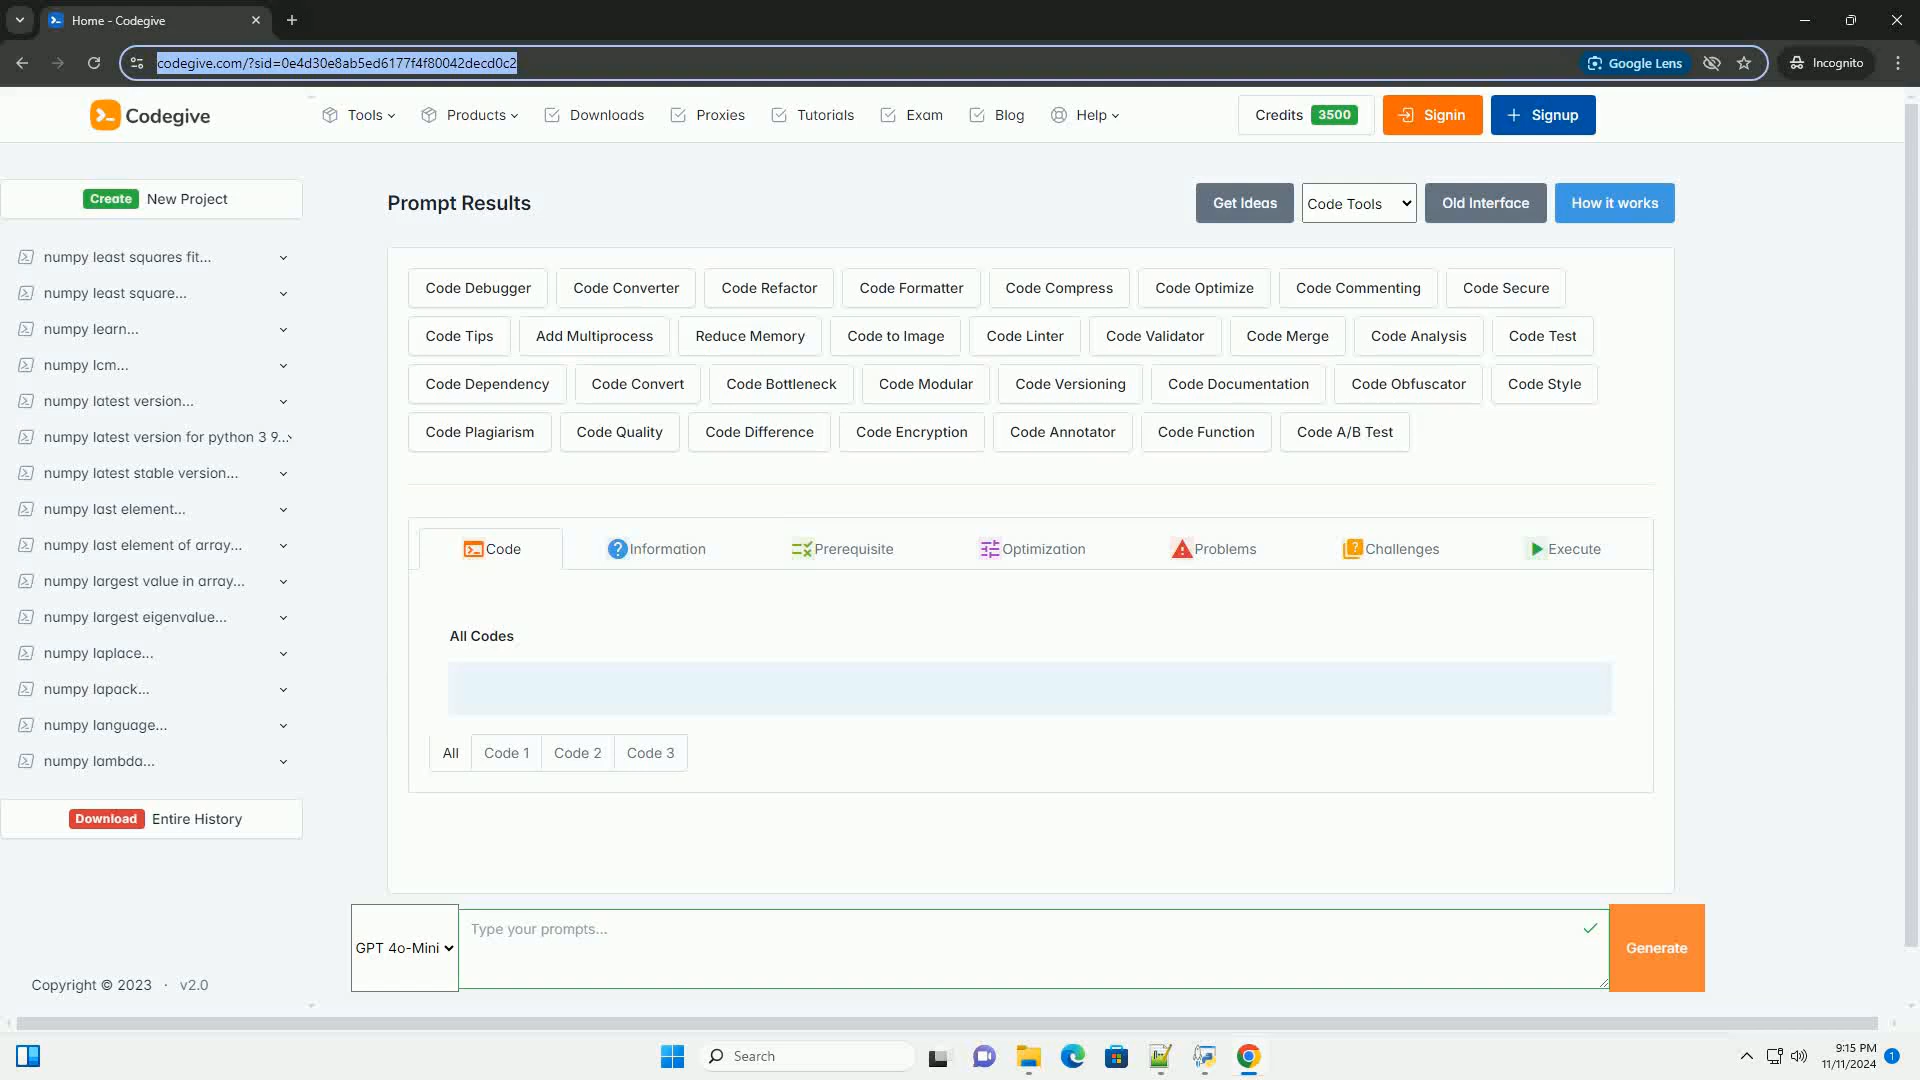 Home - Codegive
codegive.com/?sid=0e4d30e8ab5ed6177f4f80042decd0c2
Google Lens
Incognito
Codegive
Tools
Products
Downloads
Proxies
Tutorials
Exam
Blog
Help
Credits 3500
Signin
Signup
Create New Project
numpy least squares fit...
numpy least square...
numpy learn...
numpy lcm...
numpy latest version...
numpy latest version for python 3 9...
numpy latest stable version...
numpy last element...
numpy last element of array...
numpy largest value in array...
numpy largest eigenvalue...
numpy laplace...
numpy lapack...
numpy language...
numpy lambda...
Download Entire History
Copyright © 2023 · v2.0
Prompt Results
Get Ideas
Code Tools
Old Interface
How it works
Code Debugger
Code Converter
Code Refactor
Code Formatter
Code Compress
Code Optimize
Code Commenting
Code Secure
Code Tips
Add Multiprocess
Reduce Memory
Code to Image
Code Linter
Code Validator
Code Merge
Code Analysis
Code Test
Code Dependency
Code Convert
Code Bottleneck
Code Modular
Code Versioning
Code Documentation
Code Obfuscator
Code Style
Code Plagiarism
Code Quality
Code Difference
Code Encryption
Code Annotator
Code Function
Code A/B Test
Code
Information
Prerequisite
Optimization
Problems
Challenges
Execute
All Codes
All
Code 1
Code 2
Code 3
GPT 4o-Mini
Type your prompts...
Generate
Search
9:15 PM
11/11/2024
1